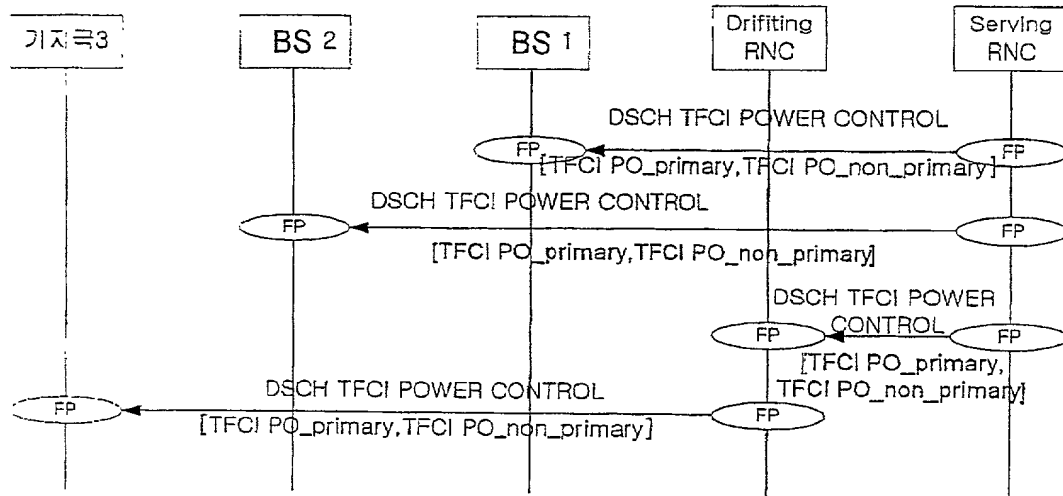 기지국3
BS 2
BS 1
Drifiting
RNC
Serving
RNC
DSCH TFCI POWER CONTROL
FP
FP
[TFCI PO_primary,TFCI PO_non_primary]
DSCH TFCI POWER CONTROL
FP
FP
[TFCI PO_primary,TFCI PO_non_primary]
DSCH TFCI POWER
CONTROL
FP
FP
[TFCI PO_primary,
TFCI PO_non_primary]
DSCH TFCI POWER CONTROL
FP
FP
[TFCI PO_primary,TFCI PO_non_primary]